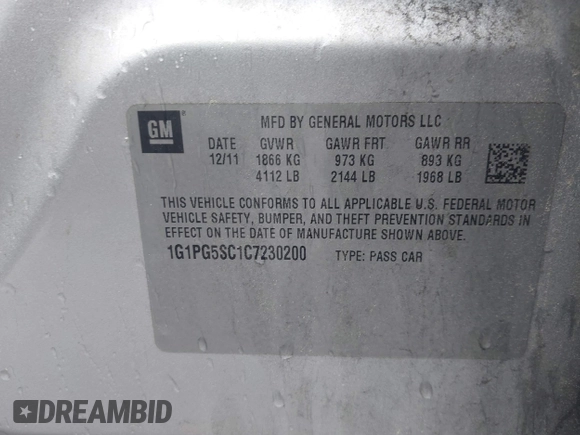 GM
MFD BY GENERAL MOTORS LLC
DATE GVWR GAWR FRT GAWR RR
12/11 1866 KG 973 KG 893 KG
4112 LB 2144 LB 1968 LB
THIS VEHICLE CONFORMS TO ALL APPLICABLE U.S. FEDERAL MOTOR
VEHICLE SAFETY, BUMPER, AND THEFT PREVENTION STANDARDS IN
EFFECT ON THE DATE OF MANUFACTURE SHOWN ABOVE.
1G1PG5SC1C7230200 TYPE: PASS CAR
DREAMBID